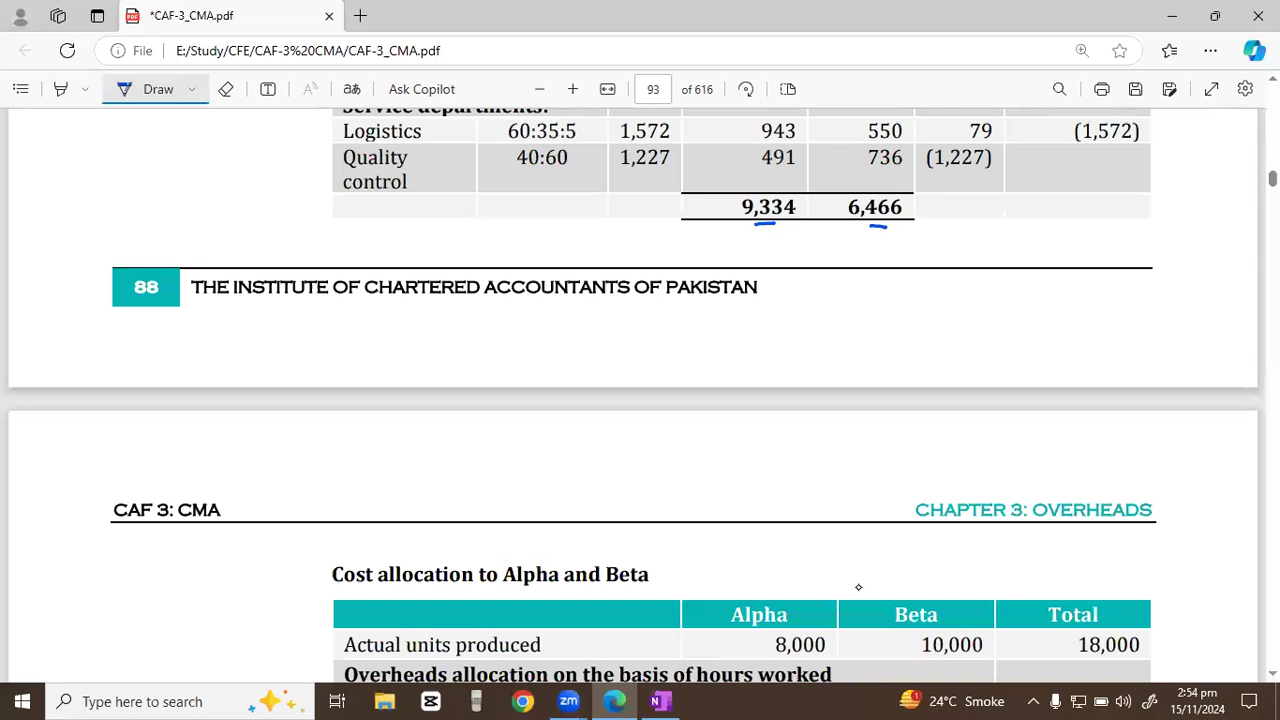 *CAF-3_CMA.pdf
File E:/Study/CFE/CAF-3%20CMA/CAF-3_CMA.pdf
Draw Ask Copilot 93 of 616
Service departments:
Logistics 60:35:5 1,572 943 550 79 (1,572)
Quality control 40:60 1,227 491 736 (1,227)
9,334 6,466
88 THE INSTITUTE OF CHARTERED ACCOUNTANTS OF PAKISTAN
CAF 3: CMA CHAPTER 3: OVERHEADS
Cost allocation to Alpha and Beta
Alpha Beta Total
Actual units produced 8,000 10,000 18,000
Overheads allocation on the basis of hours worked
Type here to search 24°C Smoke 2:54 pm
15/11/2024